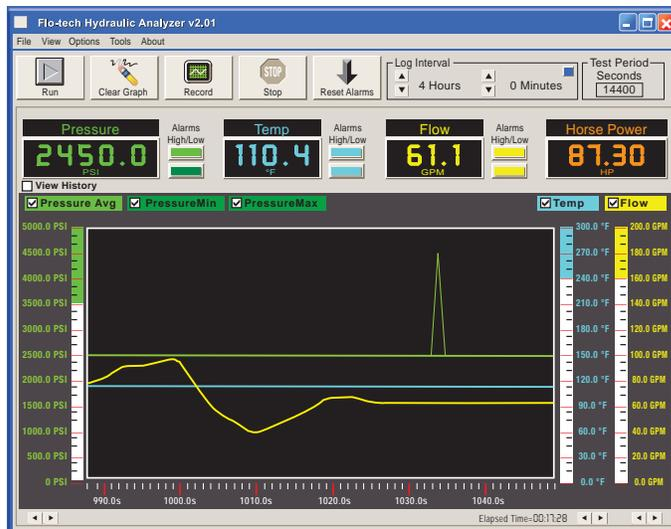 Flo-tech Hydraulic Analyzer v2.01
File View Options Tools About
Run
Clear Graph
Record
STOP
Stop
Reset Alarms
Log Interval
4 Hours
0 Minutes
Test Period
Seconds
14400
Pressure
2450.0
PSI
Alarms
High/Low
Temp
110.4
°F
Alarms
High/Low
Flow
61.1
GPM
Alarms
High/Low
Horse Power
87.30
HP
View History
Pressure Avg PressureMin PressureMax Temp Flow
5000.0 PSI 300.0 °F 200.0 GPM
4500.0 PSI 270.0 °F 180.0 GPM
4000.0 PSI 240.0 °F 160.0 GPM
3500.0 PSI 210.0 °F 140.0 GPM
3000.0 PSI 180.0 °F 120.0 GPM
2500.0 PSI 150.0 °F 100.0 GPM
2000.0 PSI 120.0 °F 80.0 GPM
1500.0 PSI 90.0 °F 60.0 GPM
1000.0 PSI 60.0 °F 40.0 GPM
500.0 PSI 30.0 °F 20.0 GPM
0 PSI 0.0 °F 0.0 GPM
990.0s 1000.0s 1020.0s 1030.0s 1040.0s
Elapsed Time=00:17:28